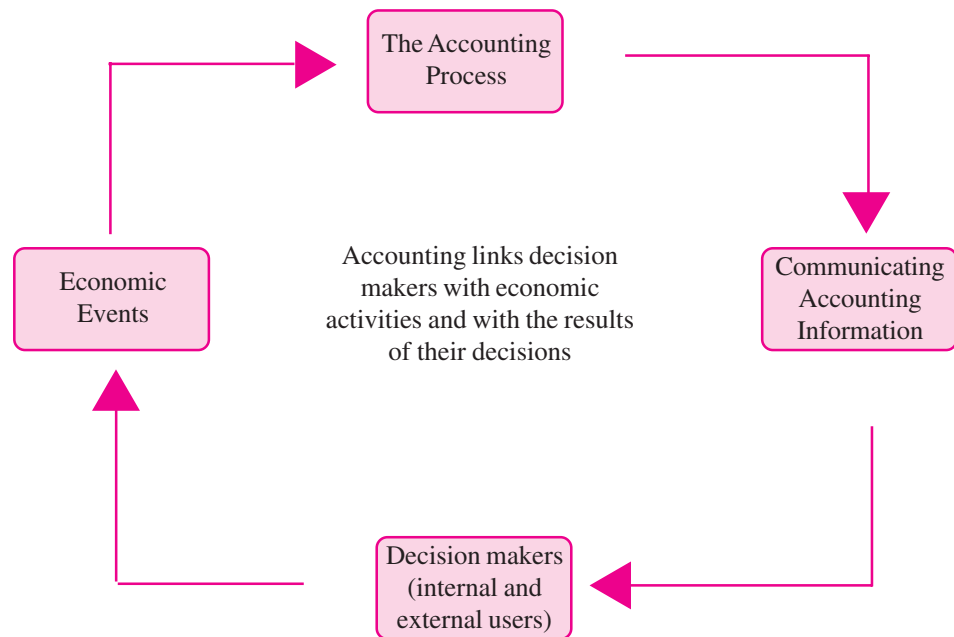 The Accounting
Process
Economic
Events
Accounting links decision
makers with economic
activities and with the results
of their decisions
Communicating
Accounting
Information
Decision makers
(internal and
external users)